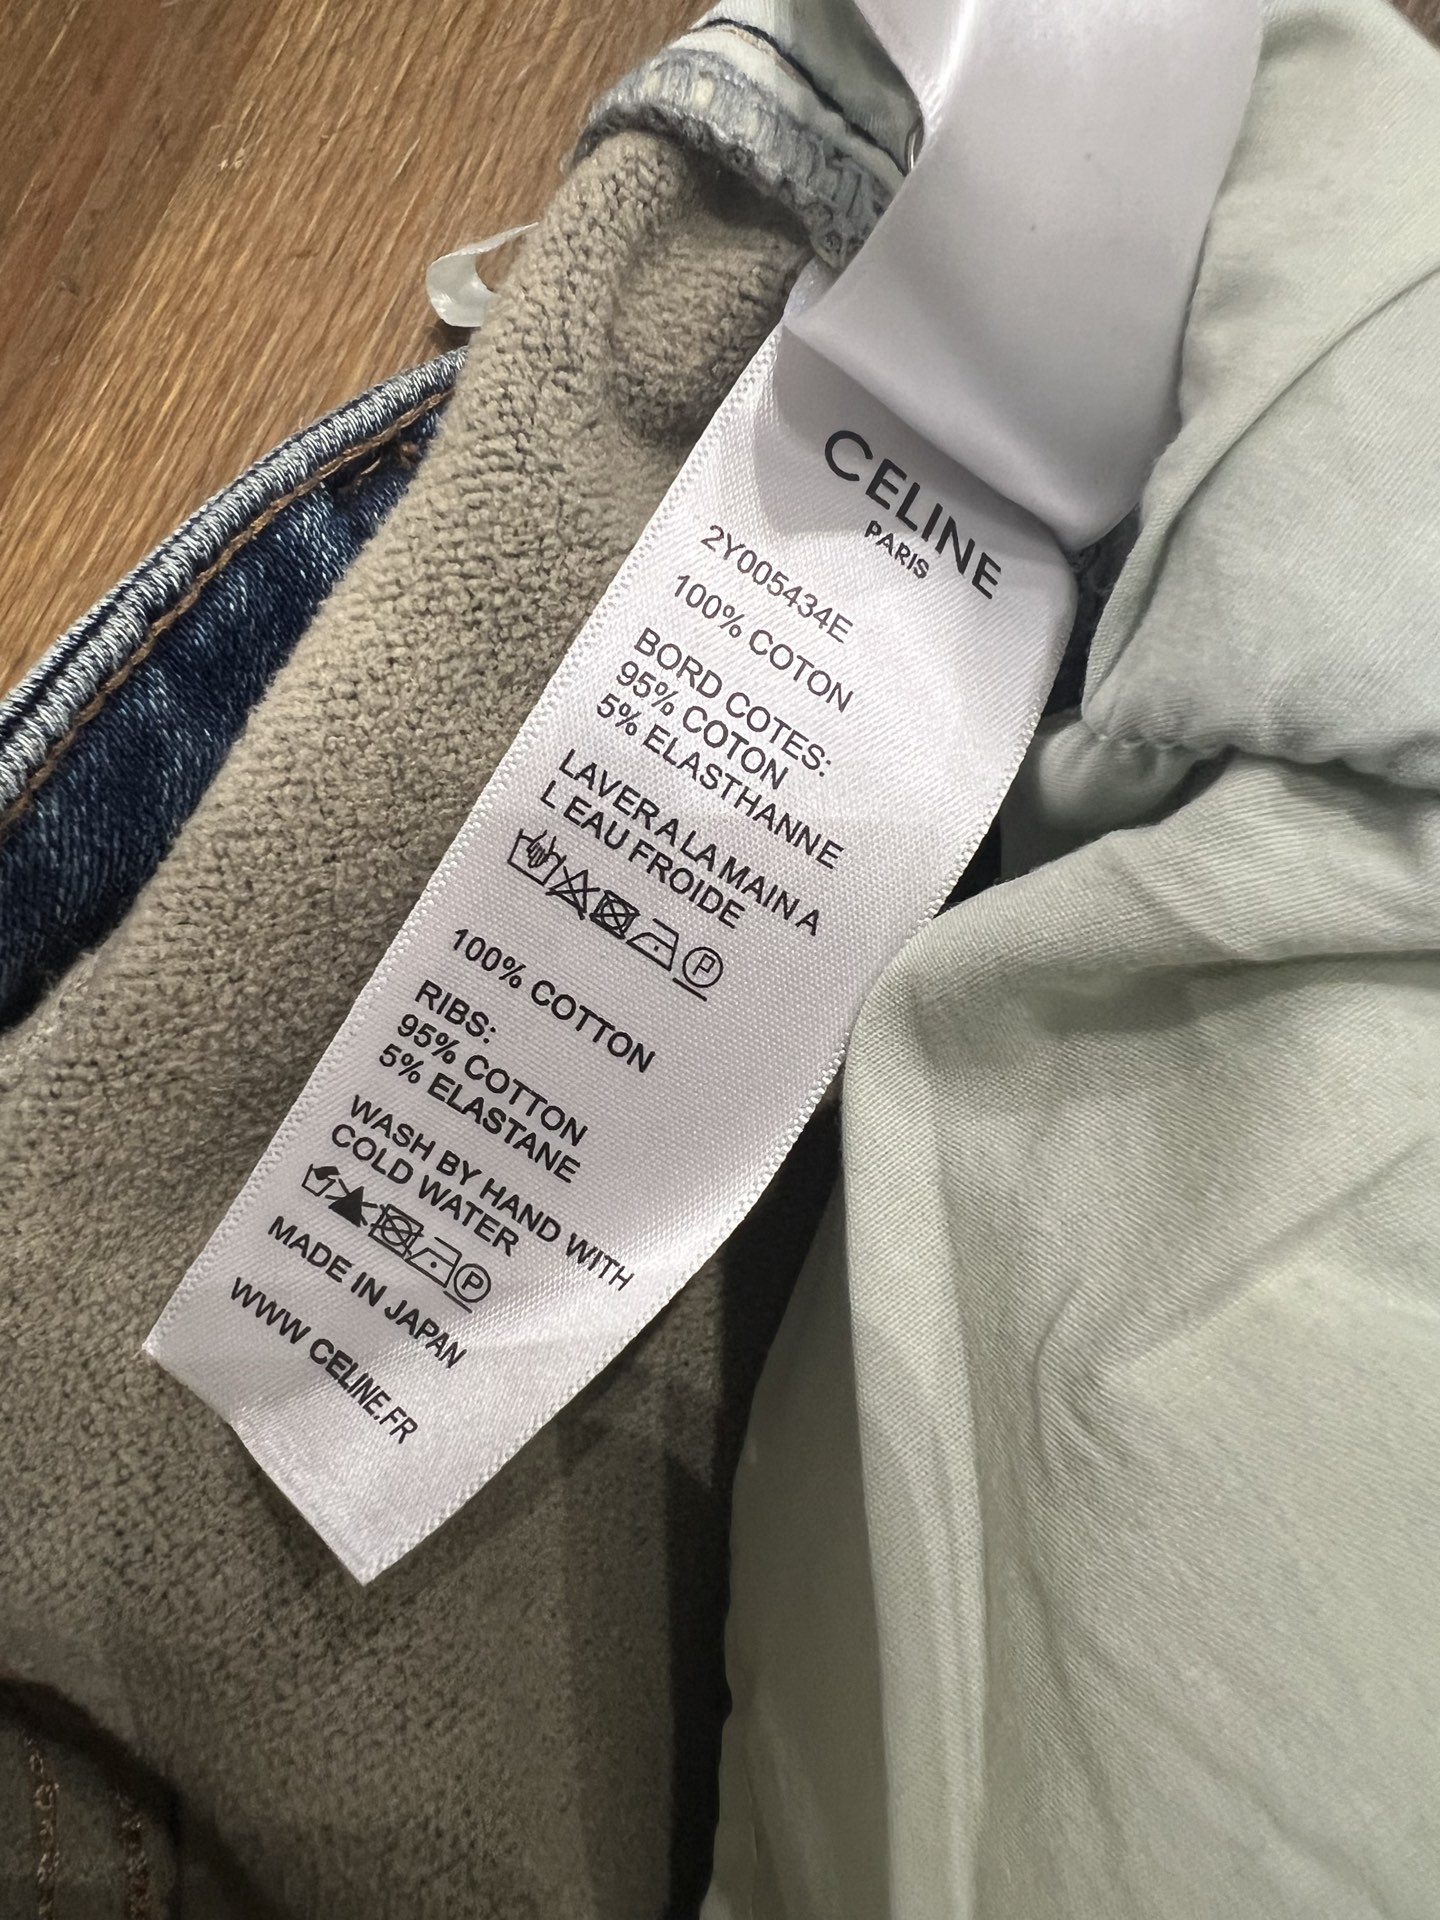 CELINE
PARIS
2Y005434E
100% COTON
BORD COTES:
95% COTON
5% ELASTHANNE
LAVER A LA MAIN A
L EAU FROIDE
P
100% COTTON
RIBS:
95% COTTON
5% ELASTANE
WASH BY HAND WITH
COLD WATER
P
MADE IN JAPAN
WWW CELINE.FR